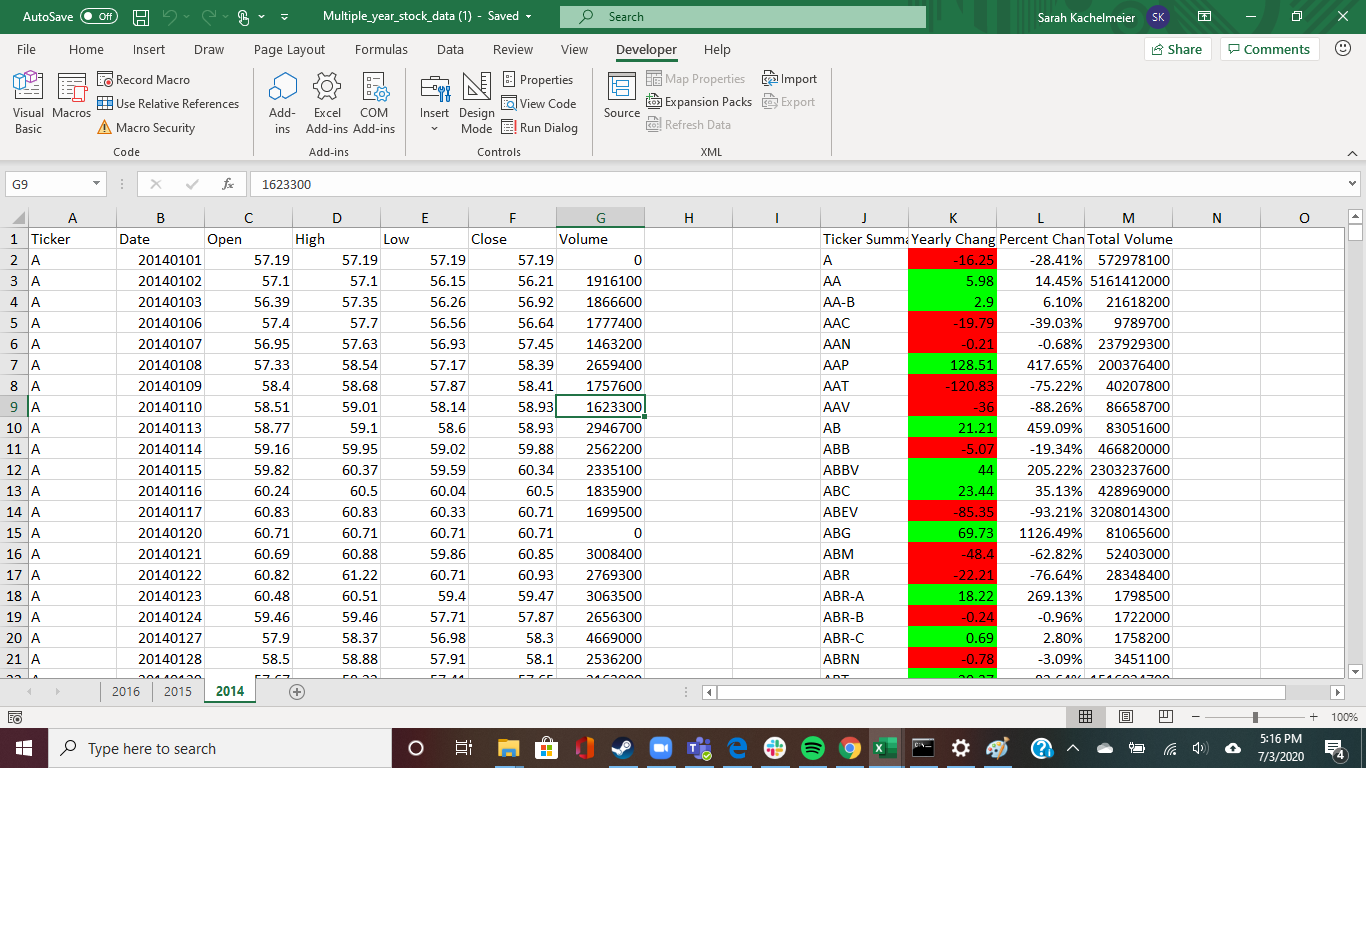 AutoSave Off Multiple_year_stock_data (1) - Saved Search Sarah Kachelmeier SK
File Home Insert Draw Page Layout Formulas Data Review View Developer Help Share Comments
Visual Basic Macros Record Macro Use Relative References Macro Security
Code
Add-ins Excel Add-ins COM Add-ins
Add-ins
Insert Design Mode Properties View Code Run Dialog
Controls
Source Map Properties Expansion Packs Refresh Data Import Export
XML
G9 fx 1623300
A B C D E F G H I J K L M N O
1 Ticker Date Open High Low Close Volume Ticker Summa Yearly Chang Percent Chan Total Volume
2 A 20140101 57.19 57.19 57.19 57.19 0 A -16.25 -28.41% 572978100
3 A 20140102 57.1 57.1 56.15 56.21 1916100 AA 5.98 14.45% 5161412000
4 A 20140103 56.39 57.35 56.26 56.92 1866600 AA-B 2.9 6.10% 21618200
5 A 20140106 57.4 57.7 56.56 56.64 1777400 AAC -19.79 -39.03% 9789700
6 A 20140107 56.95 57.63 56.93 57.45 1463200 AAN -0.21 -0.68% 237929300
7 A 20140108 57.33 58.54 57.17 58.39 2659400 AAP 128.51 417.65% 200376400
8 A 20140109 58.4 58.68 57.87 58.41 1757600 AAT -120.83 -75.22% 40207800
9 A 20140110 58.51 59.01 58.14 58.93 1623300 AAV -36 -88.26% 86658700
10 A 20140113 58.77 59.1 58.6 58.93 2946700 AB 21.21 459.09% 83051600
11 A 20140114 59.16 59.95 59.02 59.88 2562200 ABB -5.07 -19.34% 466820000
12 A 20140115 59.82 60.37 59.59 60.34 2335100 ABBV 44 205.22% 2303237600
13 A 20140116 60.24 60.5 60.04 60.5 1835900 ABC 23.44 35.13% 428969000
14 A 20140117 60.83 60.83 60.33 60.71 1699500 ABEV -85.35 -93.21% 3208014300
15 A 20140120 60.71 60.71 60.71 60.71 0 ABG 69.73 1126.49% 81065600
16 A 20140121 60.69 60.88 59.86 60.85 3008400 ABM -48.4 -62.82% 52403000
17 A 20140122 60.82 61.22 60.71 60.93 2769300 ABR -22.21 -76.64% 28348400
18 A 20140123 60.48 60.51 59.4 59.47 3063500 ABR-A 18.22 269.13% 1798500
19 A 20140124 59.46 59.46 57.71 57.87 2656300 ABR-B -0.24 -0.96% 1722000
20 A 20140127 57.9 58.37 56.98 58.3 4669000 ABR-C 0.69 2.80% 1758200
21 A 20140128 58.5 58.88 57.91 58.1 2536200 ABRN -0.78 -3.09% 3451100
2016 2015 2014
100%
Type here to search
5:16 PM
7/3/2020
4